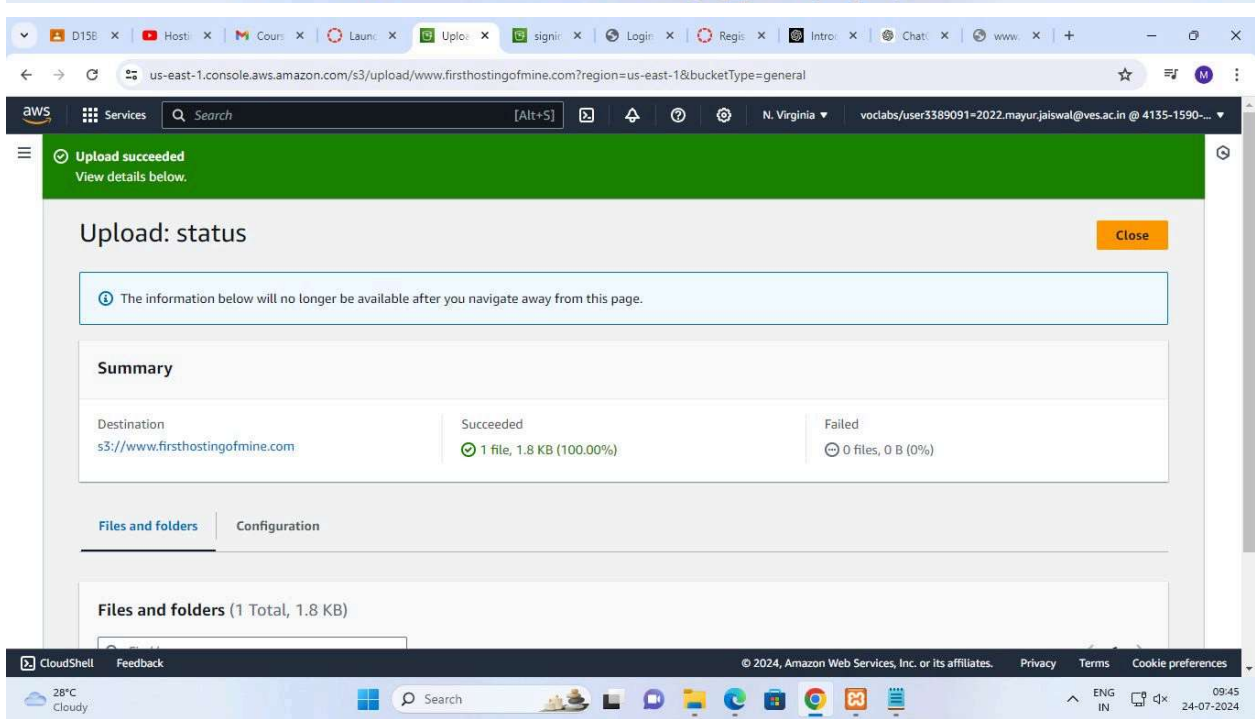 D15B
Hosti
Cours
Launc
Uploa
signin
Login
Regis
Intro
Chat
www.
us-east-1.console.aws.amazon.com/s3/upload/www.firsthostingofmine.com?region=us-east-1&bucketType=general
M
aws
Services
Search
[Alt+S]
N. Virginia ▼
voclabs/user3389091=2022.mayur.jaiswal@ves.ac.in @ 4135-1590-... ▼
Upload succeeded
View details below.
Upload: status
Close
The information below will no longer be available after you navigate away from this page.
Summary
Destination
s3://www.firsthostingofmine.com
Succeeded
1 file, 1.8 KB (100.00%)
Failed
0 files, 0 B (0%)
Files and folders
Configuration
Files and folders (1 Total, 1.8 KB)
CloudShell
Feedback
© 2024, Amazon Web Services, Inc. or its affiliates.
Privacy
Terms
Cookie preferences
28°C
Cloudy
Search
ENG
IN
09:45
24-07-2024